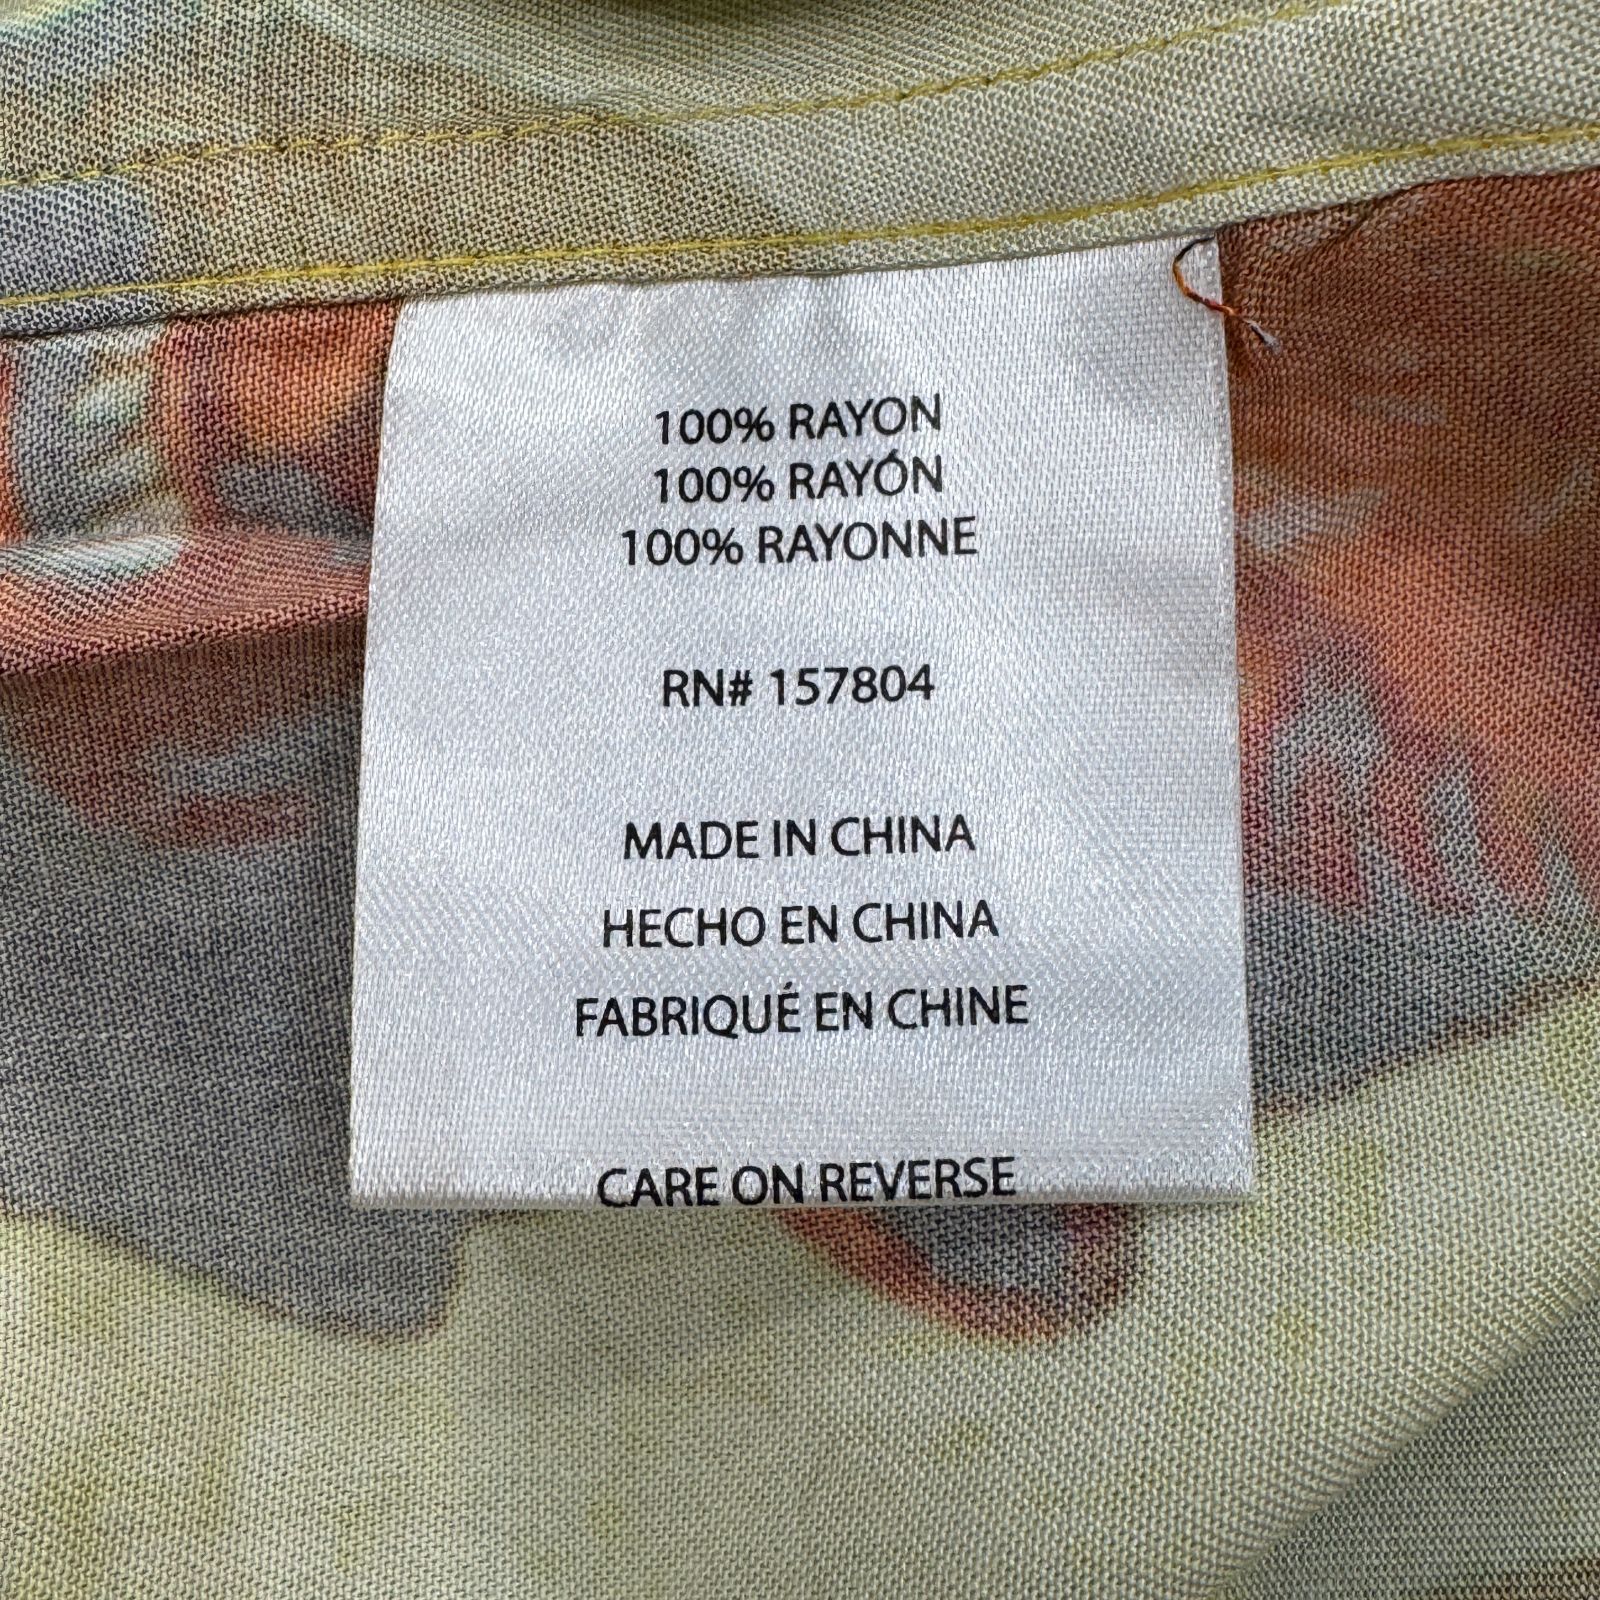 100% RAYON
100% RAYÓN
100% RAYONNE
RN# 157804
MADE IN CHINA
HECHO EN CHINA
FABRIQUÉ EN CHINE
CARE ON REVERSE